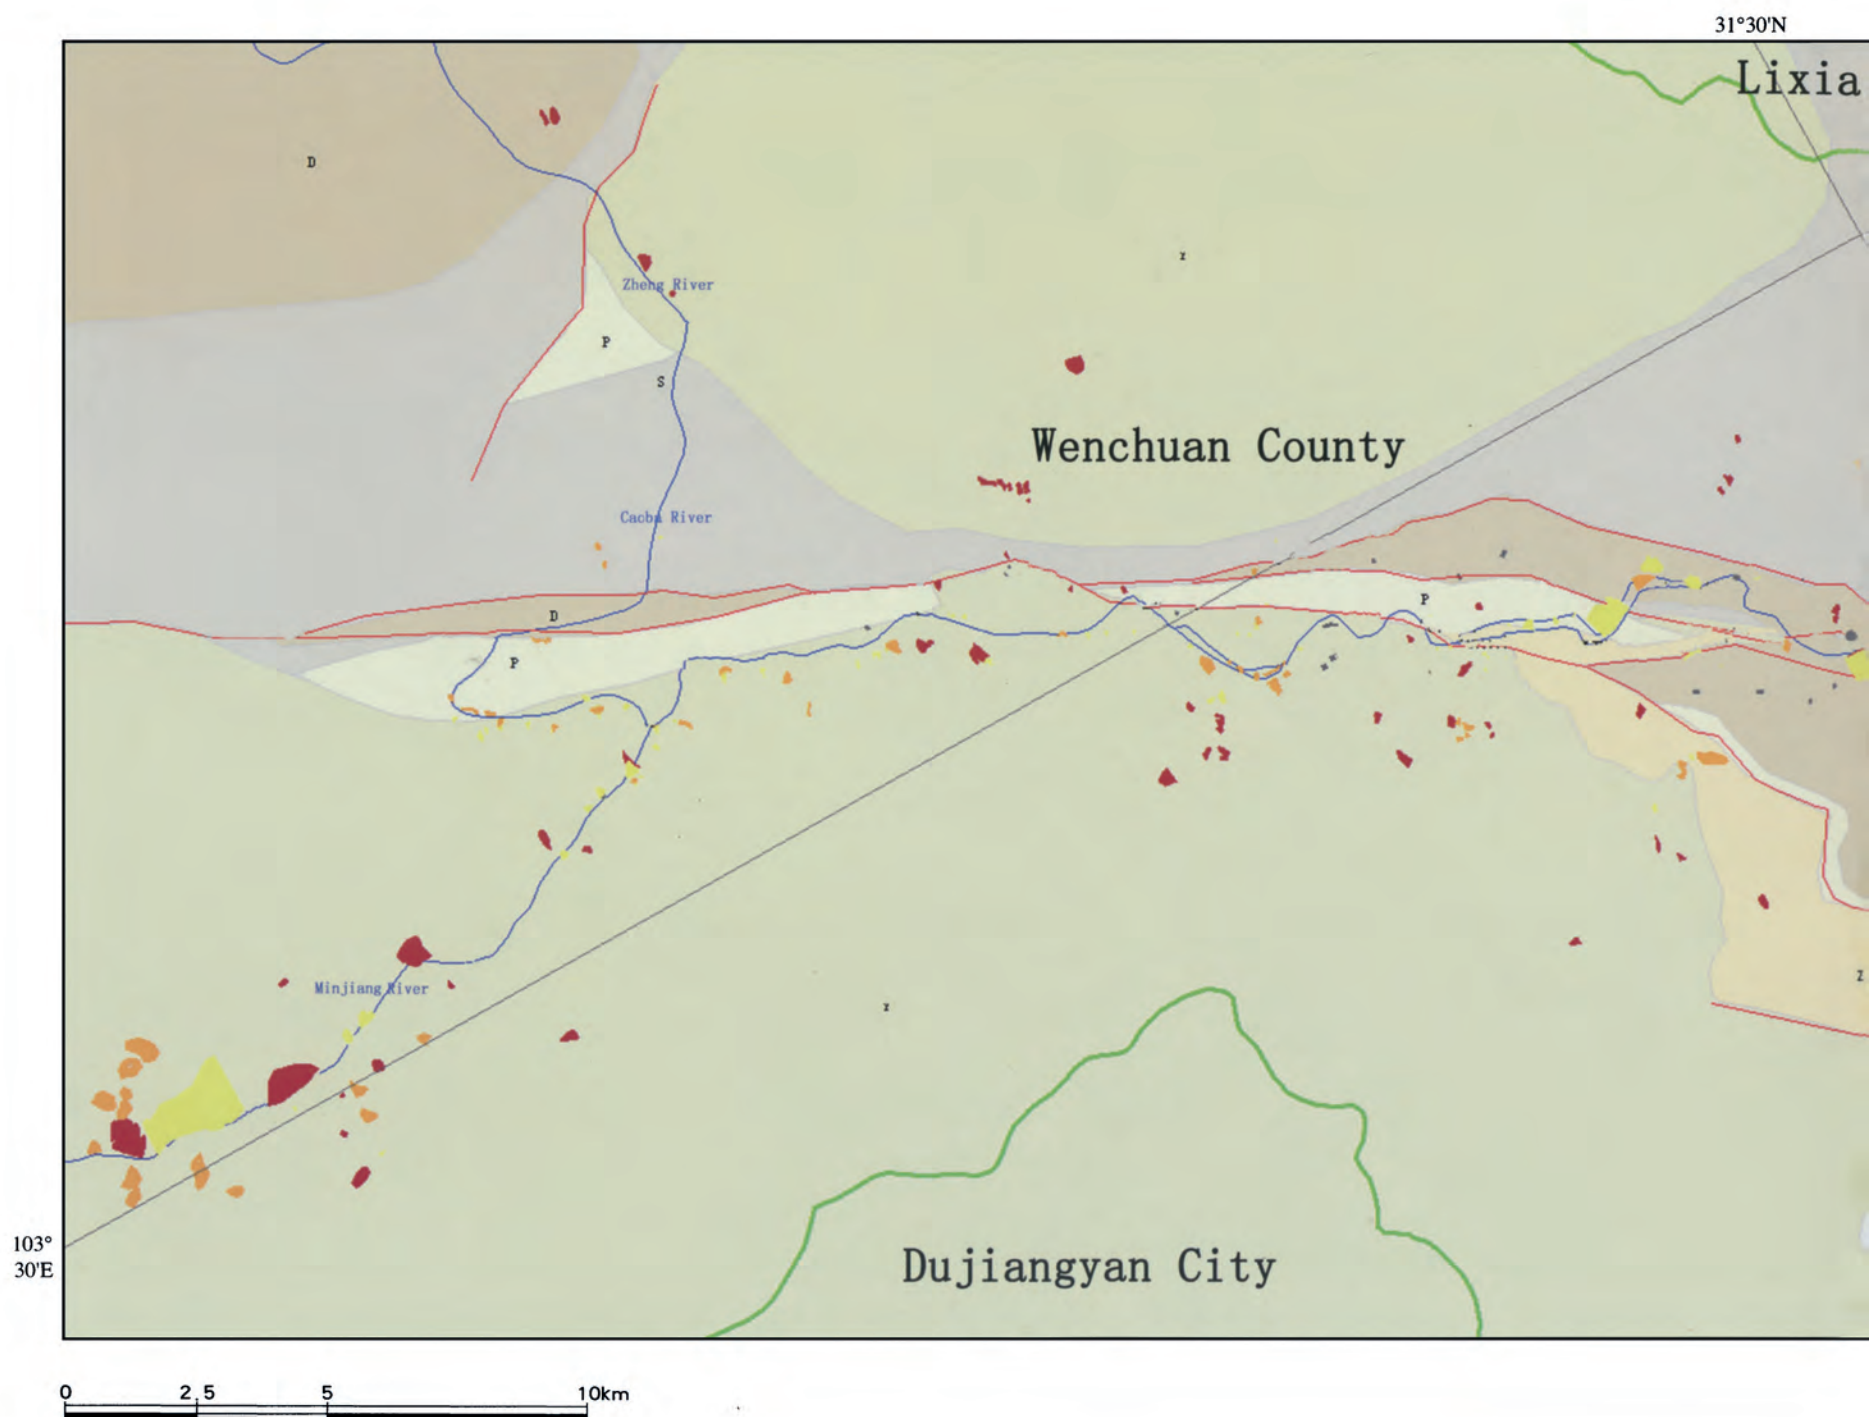 31°30'N
Lixia
D
Zheng River
P
S
Wenchuan County
Caobu River
D
P
P
Minjiang River
Z
103°
30'E
Dujiangyan City
0 2.5 5 10km